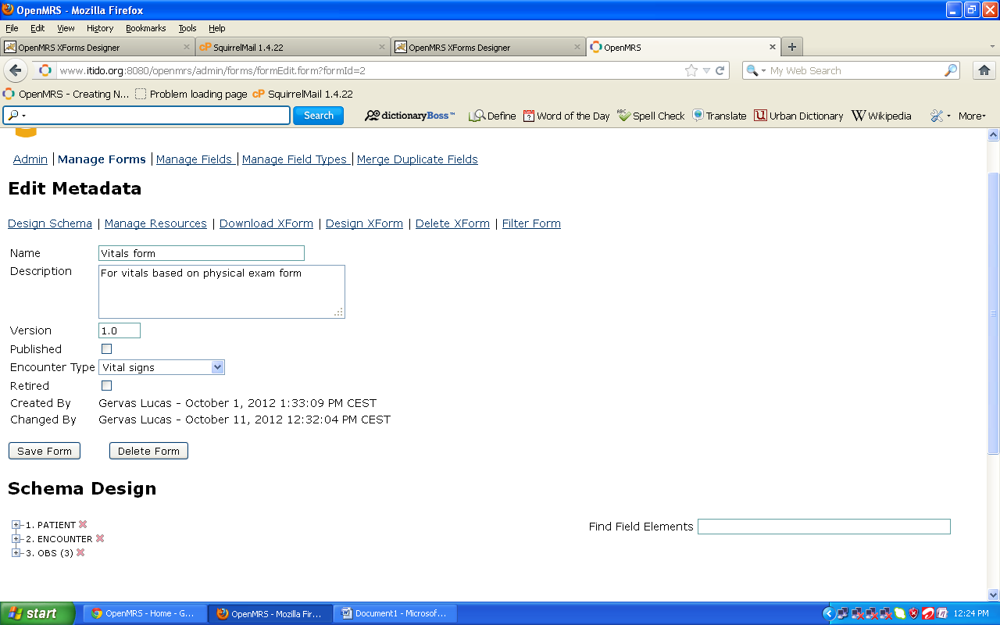 OpenMRS - Mozilla Firefox
File Edit View History Bookmarks Tools Help
OpenMRS XForms Designer
cP SquirrelMail 1.4.22
OpenMRS XForms Designer
OpenMRS
www.itido.org:8080/openmrs/admin/forms/formEdit.form?formId=2
My Web Search
OpenMRS - Creating N... Problem loading page cP SquirrelMail 1.4.22
Search dictionaryBoss™ Define Word of the Day ABC Spell Check Translate Urban Dictionary Wikipedia More
Admin | Manage Forms | Manage Fields | Manage Field Types | Merge Duplicate Fields
Edit Metadata
Design Schema | Manage Resources | Download XForm | Design XForm | Delete XForm | Filter Form
Name Vitals form
Description For vitals based on physical exam form
Version 1.0
Published
Encounter Type Vital signs
Retired
Created By Gervas Lucas - October 1, 2012 1:33:09 PM CEST
Changed By Gervas Lucas - October 11, 2012 12:32:04 PM CEST
Save Form Delete Form
Schema Design
1. PATIENT
Find Field Elements
2. ENCOUNTER
3. OBS (3)
start OpenMRS - Home - G... OpenMRS - Mozilla Fir... Document1 - Microsof... 12:24 PM